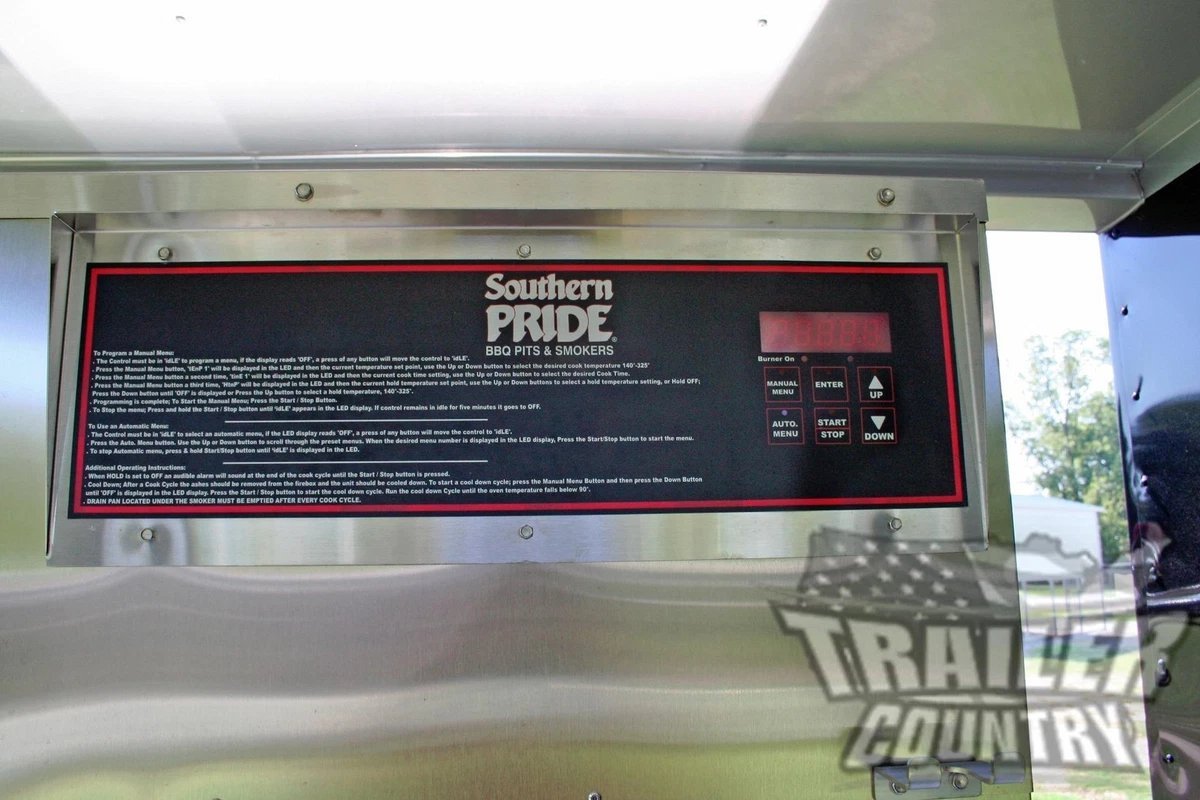 Southern
PRIDE®
BBQ PITS & SMOKERS
To Program a Manual Menu:
. The Control must be in 'idLE' to program a menu, if the display reads 'OFF', a press of any button will move the control to 'idLE'.
. Press the Manual Menu button, 'tEnP 1' will be displayed in the LED and then the current temperature set point, use the Up or Down button to select the desired cook temperature 140°-325°
. Press the Manual Menu button a second time, 'tinE 1' will be displayed in the LED and then the current cook time setting, use the Up or Down button to select the desired Cook Time.
. Press the Manual Menu button a third time, 'HtnP' will be displayed in the LED and then the current hold temperature set point, use the Up or Down buttons to select a hold temperature setting, or Hold OFF;
Press the Down button until 'OFF' is displayed or Press the Up button to select a hold temperature, 140°-325°.
. Programming is complete; To Start the Manual Menu; Press the Start / Stop Button.
. To Stop the menu; Press and hold the Start / Stop button until 'idLE' appears in the LED display. If control remains in idle for five minutes it goes to OFF.
To Use an Automatic Menu:
. The Control must be in 'idLE' to select an automatic menu, if the LED display reads 'OFF', a press of any button will move the control to 'idLE'.
. Press the Auto. Menu button. Use the Up or Down button to scroll through the preset menus. When the desired menu number is displayed in the LED display, Press the Start/Stop button to start the menu.
. To stop Automatic menu, press & hold Start/Stop button until 'idLE' is displayed in the LED.
Additional Operating Instructions:
. When HOLD is set to OFF an audible alarm will sound at the end of the cook cycle until the Start / Stop button is pressed.
. Cool Down; After a Cook Cycle the ashes should be removed from the firebox and the unit should be cooled down. To start a cool down cycle; press the Manual Menu Button and then press the Down Button
until 'OFF' is displayed in the LED display. Press the Start / Stop button to start the cool down cycle. Run the cool down Cycle until the oven temperature falls below 90°.
. DRAIN PAN LOCATED UNDER THE SMOKER MUST BE EMPTIED AFTER EVERY COOK CYCLE.
Burner On
MANUAL MENU
ENTER
UP
AUTO. MENU
START STOP
DOWN
TRAILER
COUNTRY